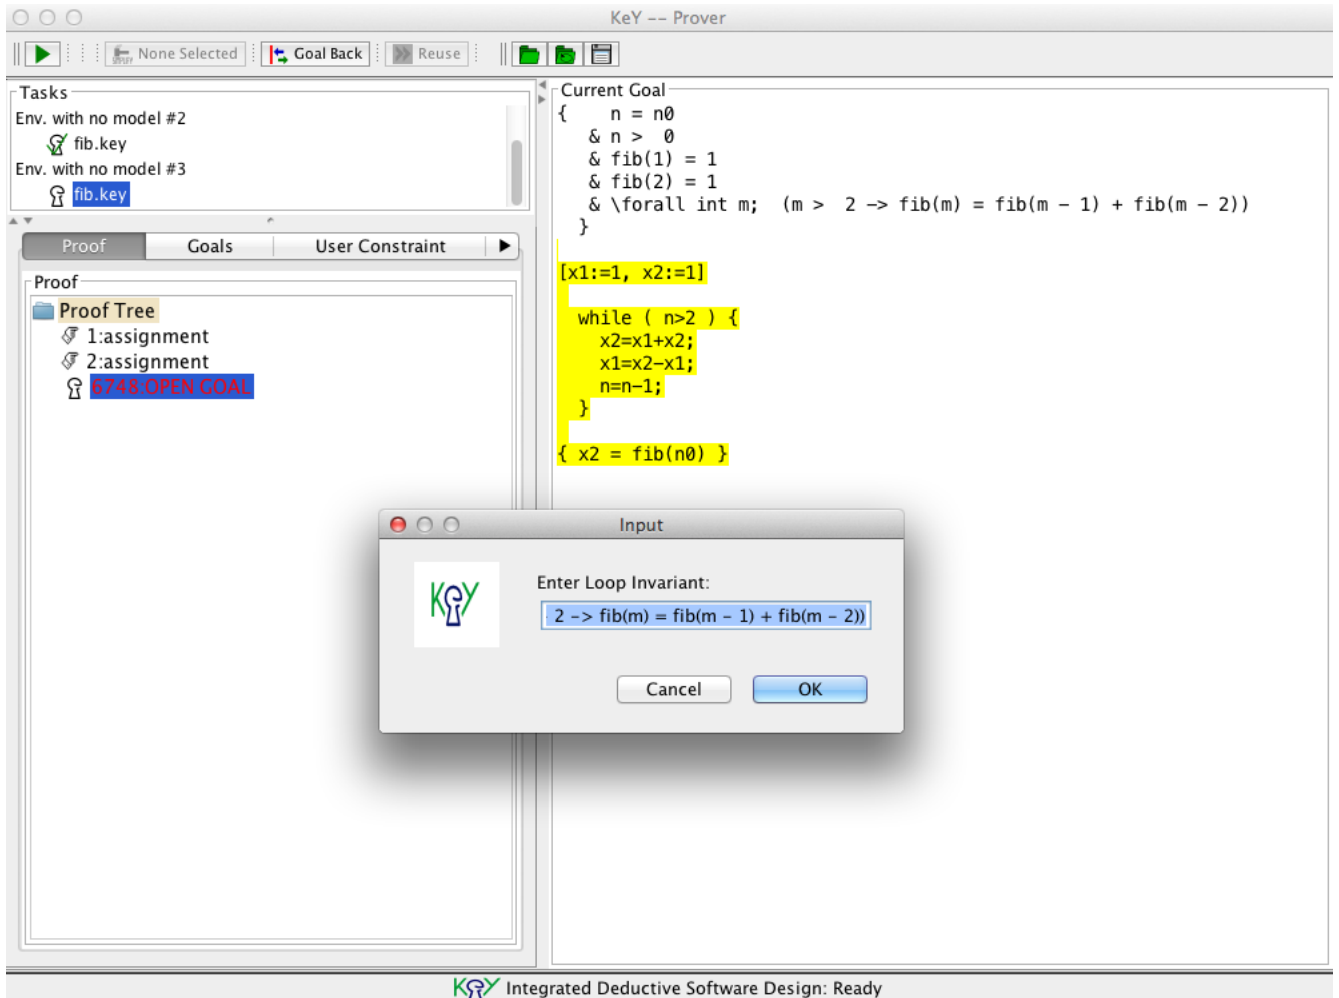 KeY -- Prover
None Selected
Goal Back
Reuse
Tasks
Env. with no model #2
fib.key
Env. with no model #3
fib.key
Proof
Goals
User Constraint
Proof
Proof Tree
1:assignment
2:assignment
6748:OPEN GOAL
Current Goal
{    n = n0
& n >  0
& fib(1) = 1
& fib(2) = 1
& \forall int m;  (m >  2 -> fib(m) = fib(m - 1) + fib(m - 2))
}
[x1:=1, x2:=1]
while ( n>2 ) {
x2=x1+x2;
x1=x2-x1;
n=n-1;
}
{ x2 = fib(n0) }
Input
KeY
Enter Loop Invariant:
2 -> fib(m) = fib(m - 1) + fib(m - 2))
Cancel
OK
KeY Integrated Deductive Software Design: Ready